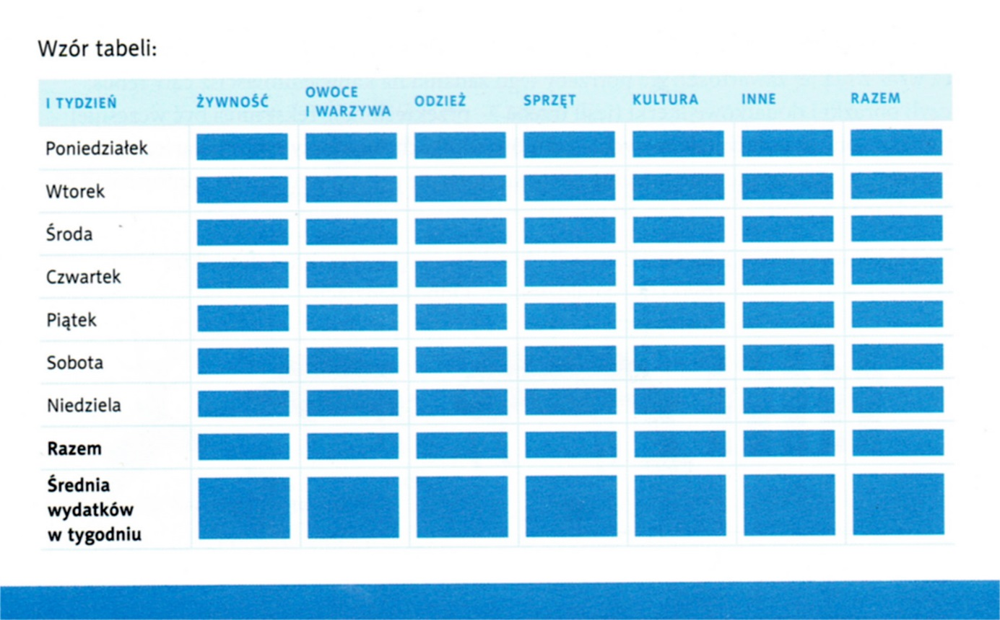 Wzór tabeli:
I TYDZIEŃ ŻYWNOŚĆ OWOCE I WARZYWA ODZIEŻ SPRZĘT KULTURA INNE RAZEM
Poniedziałek
Wtorek
Środa
Czwartek
Piątek
Sobota
Niedziela
Razem
Średnia
wydatków
w tygodniu